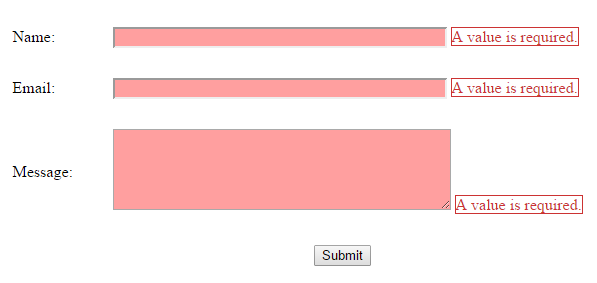 Name: A value is required.
Email: A value is required.
Message: A value is required.
Submit